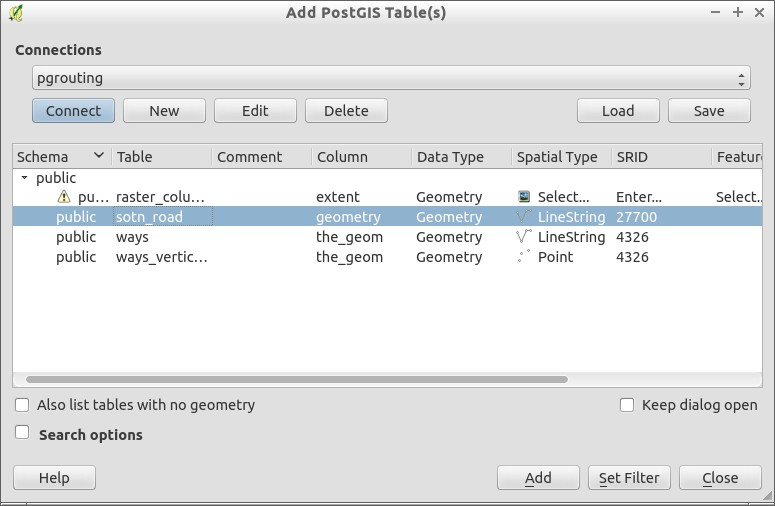 Add PostGIS Table(s)
Connections
pgrouting
Connect New Edit Delete Load Save
Schema Table Comment Column Data Type Spatial Type SRID Featur
public
pu... raster_colu... extent Geometry Select... Enter... Select..
public sotn_road geometry Geometry LineString 27700
public ways the_geom Geometry LineString 4326
public ways_vertic... the_geom Geometry Point 4326
Also list tables with no geometry Keep dialog open
Search options
Help Add Set Filter Close